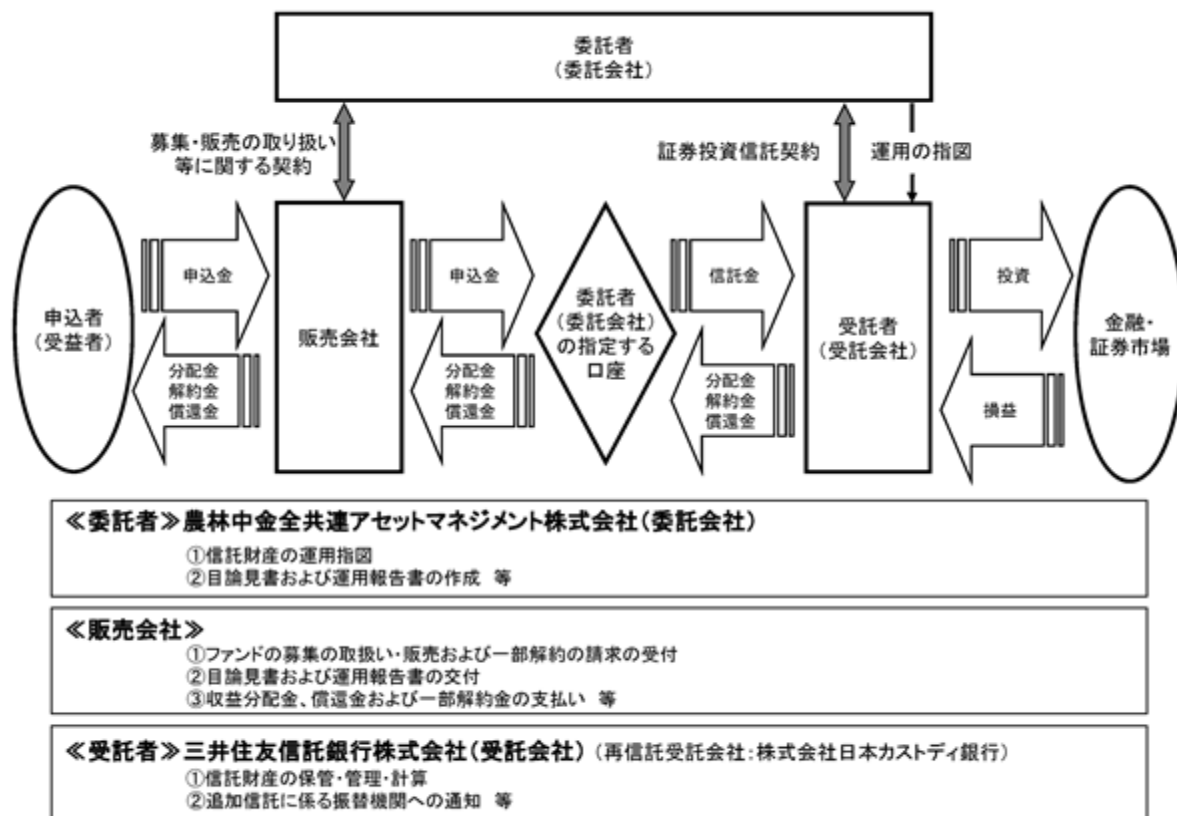 委託者
(委託会社)
募集・販売の取り扱い
等に関する契約
証券投資信託契約
運用の指図
申込者
(受益者)
申込金
分配金
解約金
償還金
販売会社
申込金
分配金
解約金
償還金
委託者
(委託会社)
の指定する
口座
信託金
分配金
解約金
償還金
受託者
(受託会社)
投資
損益
金融・
証券市場
≪委託者≫農林中金全共連アセットマネジメント株式会社(委託会社)
①信託財産の運用指図
②目論見書および運用報告書の作成 等
≪販売会社≫
①ファンドの募集の取扱い・販売および一部解約の請求の受付
②目論見書および運用報告書の交付
③収益分配金、償還金および一部解約金の支払い 等
≪受託者≫三井住友信託銀行株式会社(受託会社) (再信託受託会社:株式会社日本カストディ銀行)
①信託財産の保管・管理・計算
②追加信託に係る振替機関への通知 等